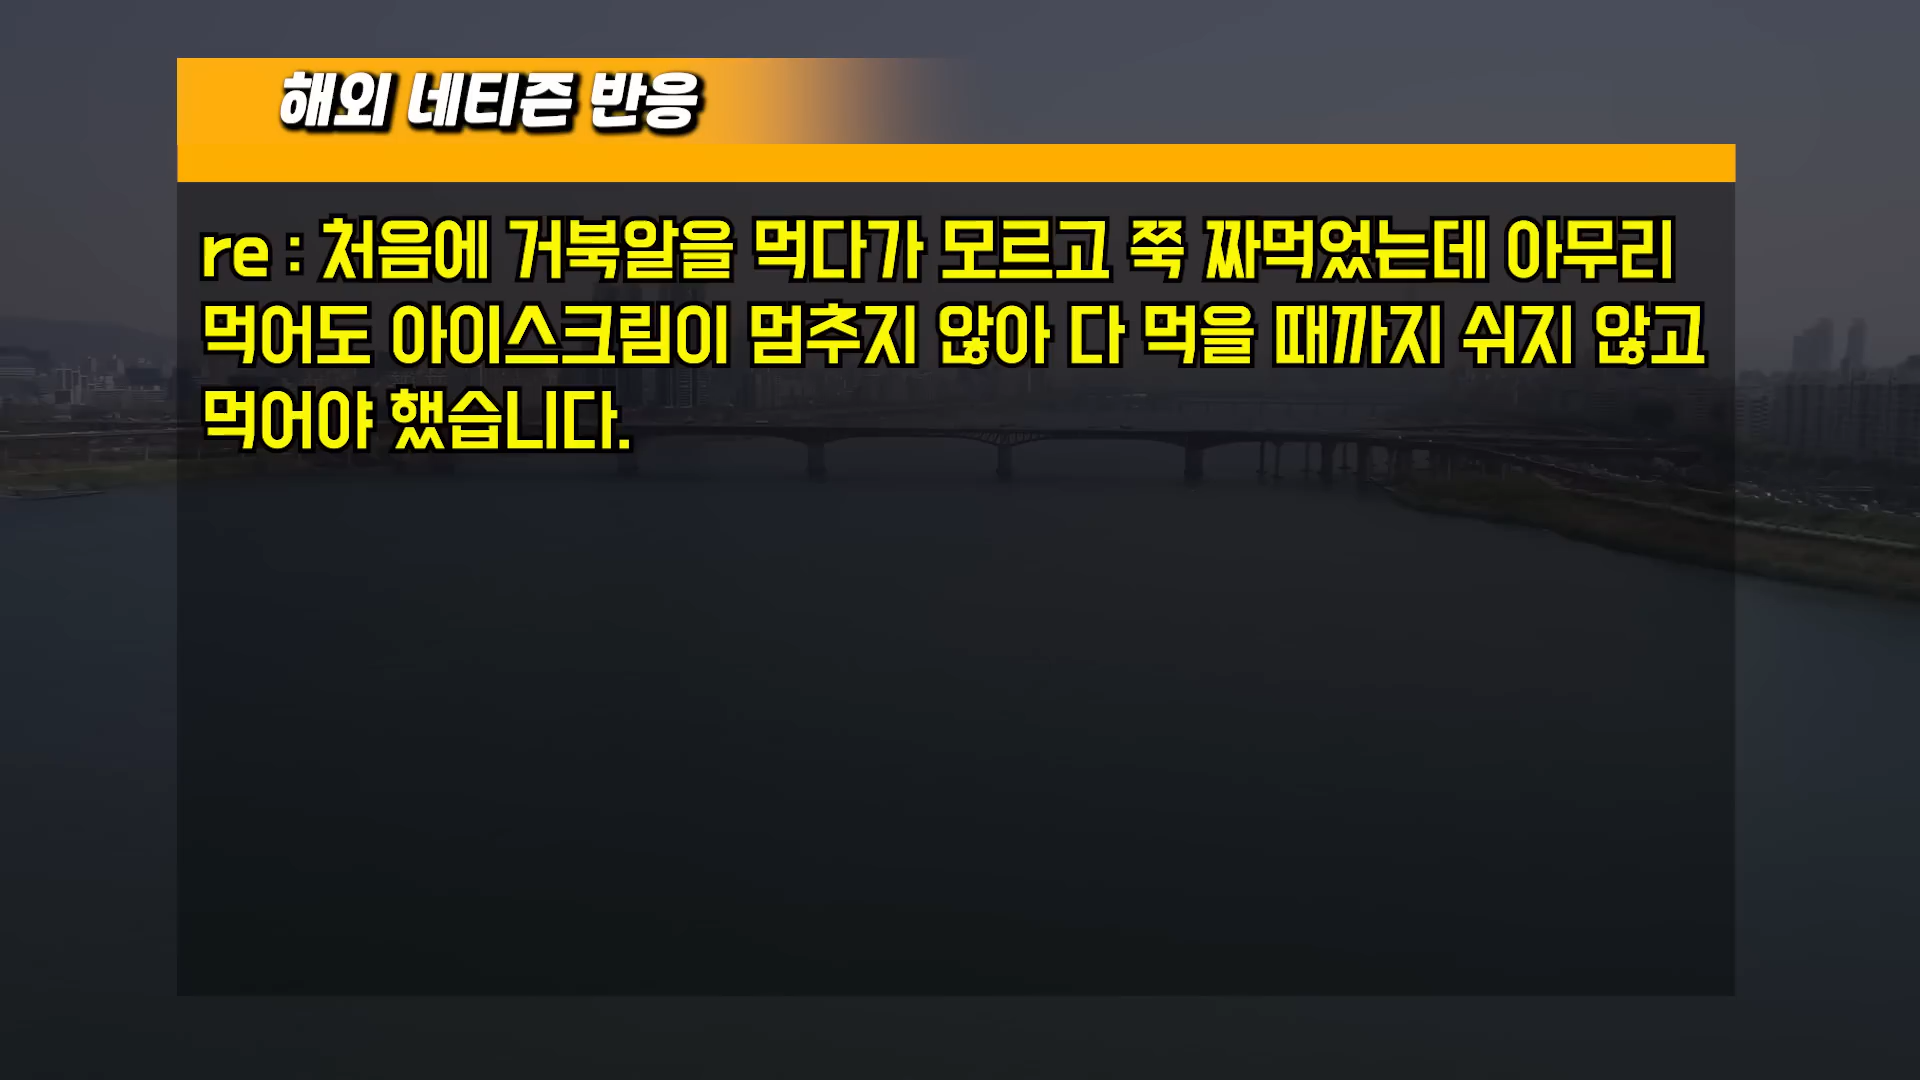 해외 네티즌 반응
re : 처음에 거북알을 먹다가 모르고 쭉 짜먹었는데 아무리
먹어도 아이스크림이 멈추지 않아 다 먹을 때까지 쉬지 않고
먹어야 했습니다.